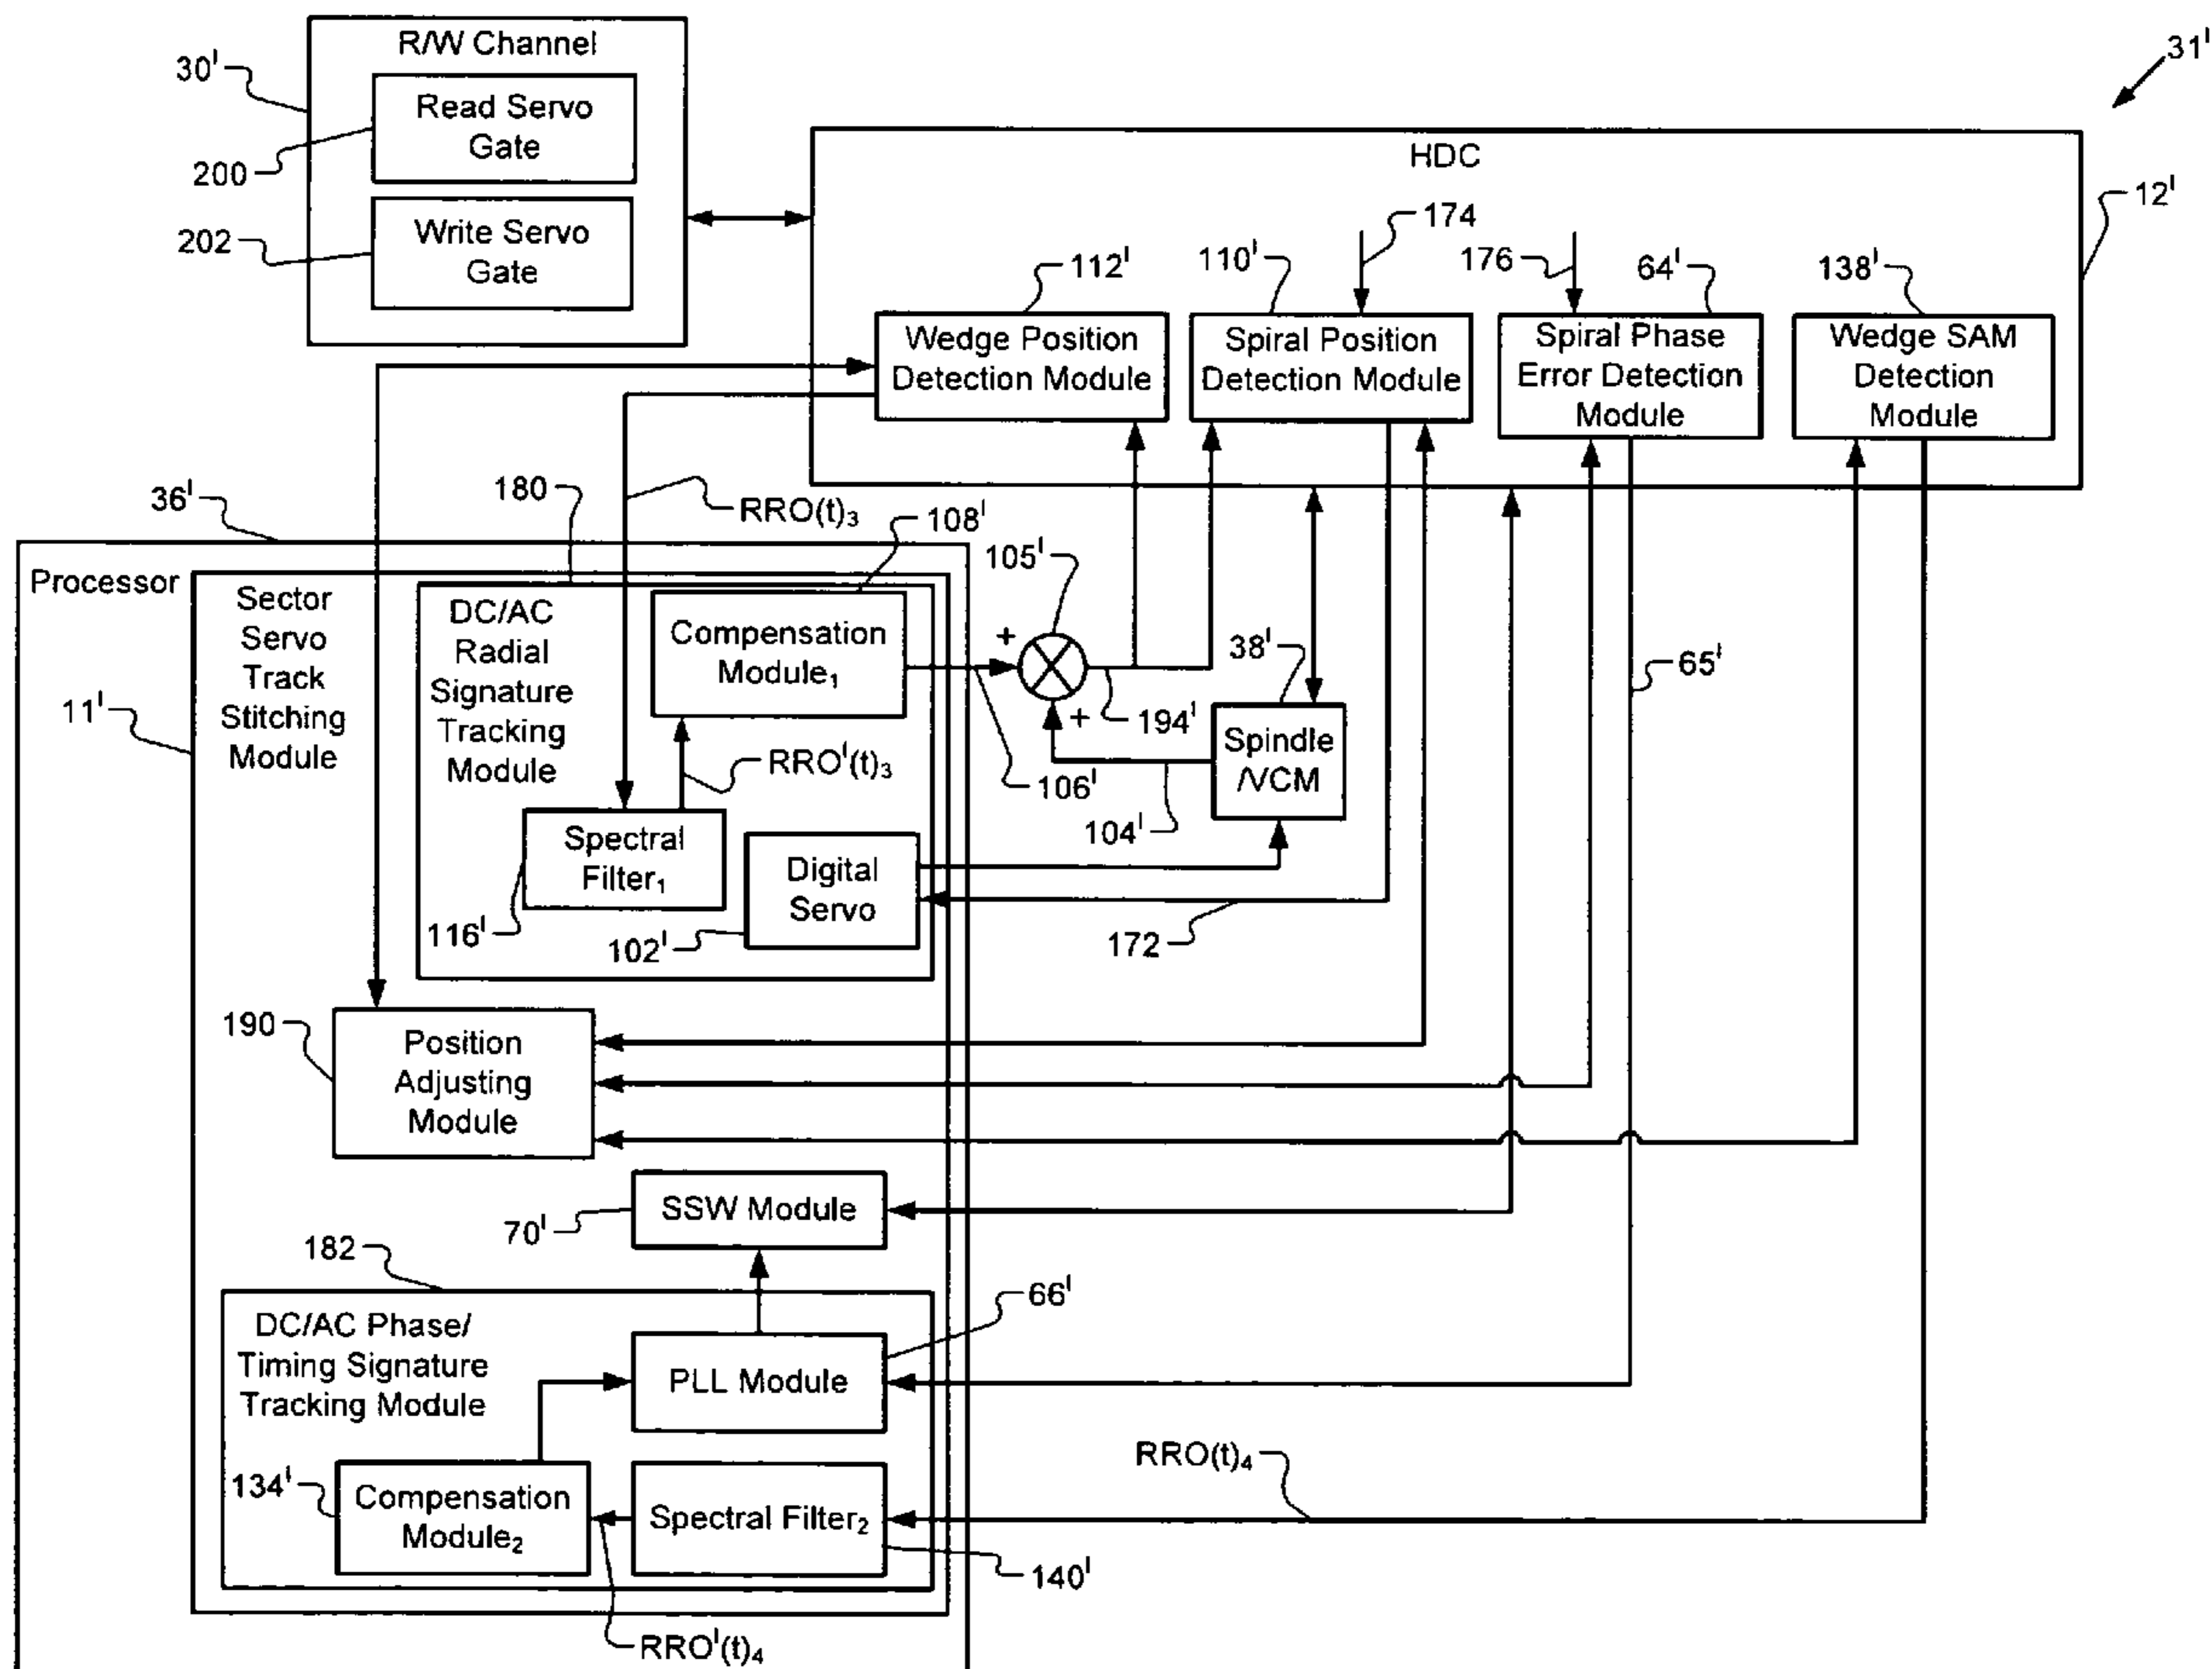 R/W Channel
30'
Read Servo
Gate
200
Write Servo
Gate
202
31'
HDC
12'
174
112'
110'
176
64'
138'
Wedge Position
Detection Module
Spiral Position
Detection Module
Spiral Phase
Error Detection
Module
Wedge SAM
Detection
Module
36'
180
RRO(t)₃
108'
105'
Processor
Sector
Servo
Track
Stitching
Module
11'
DC/AC
Radial
Signature
Tracking
Module
Compensation
Module₁
+
+
38'
65'
194'
106'
104'
Spindle
/VCM
RRO'(t)₃
Spectral
Filter₁
116'
Digital
Servo
102'
172
190
Position
Adjusting
Module
SSW Module
70'
182
66'
DC/AC Phase/
Timing Signature
Tracking Module
PLL Module
RRO(t)₄
134'
Compensation
Module₂
Spectral Filter₂
140'
RRO'(t)₄